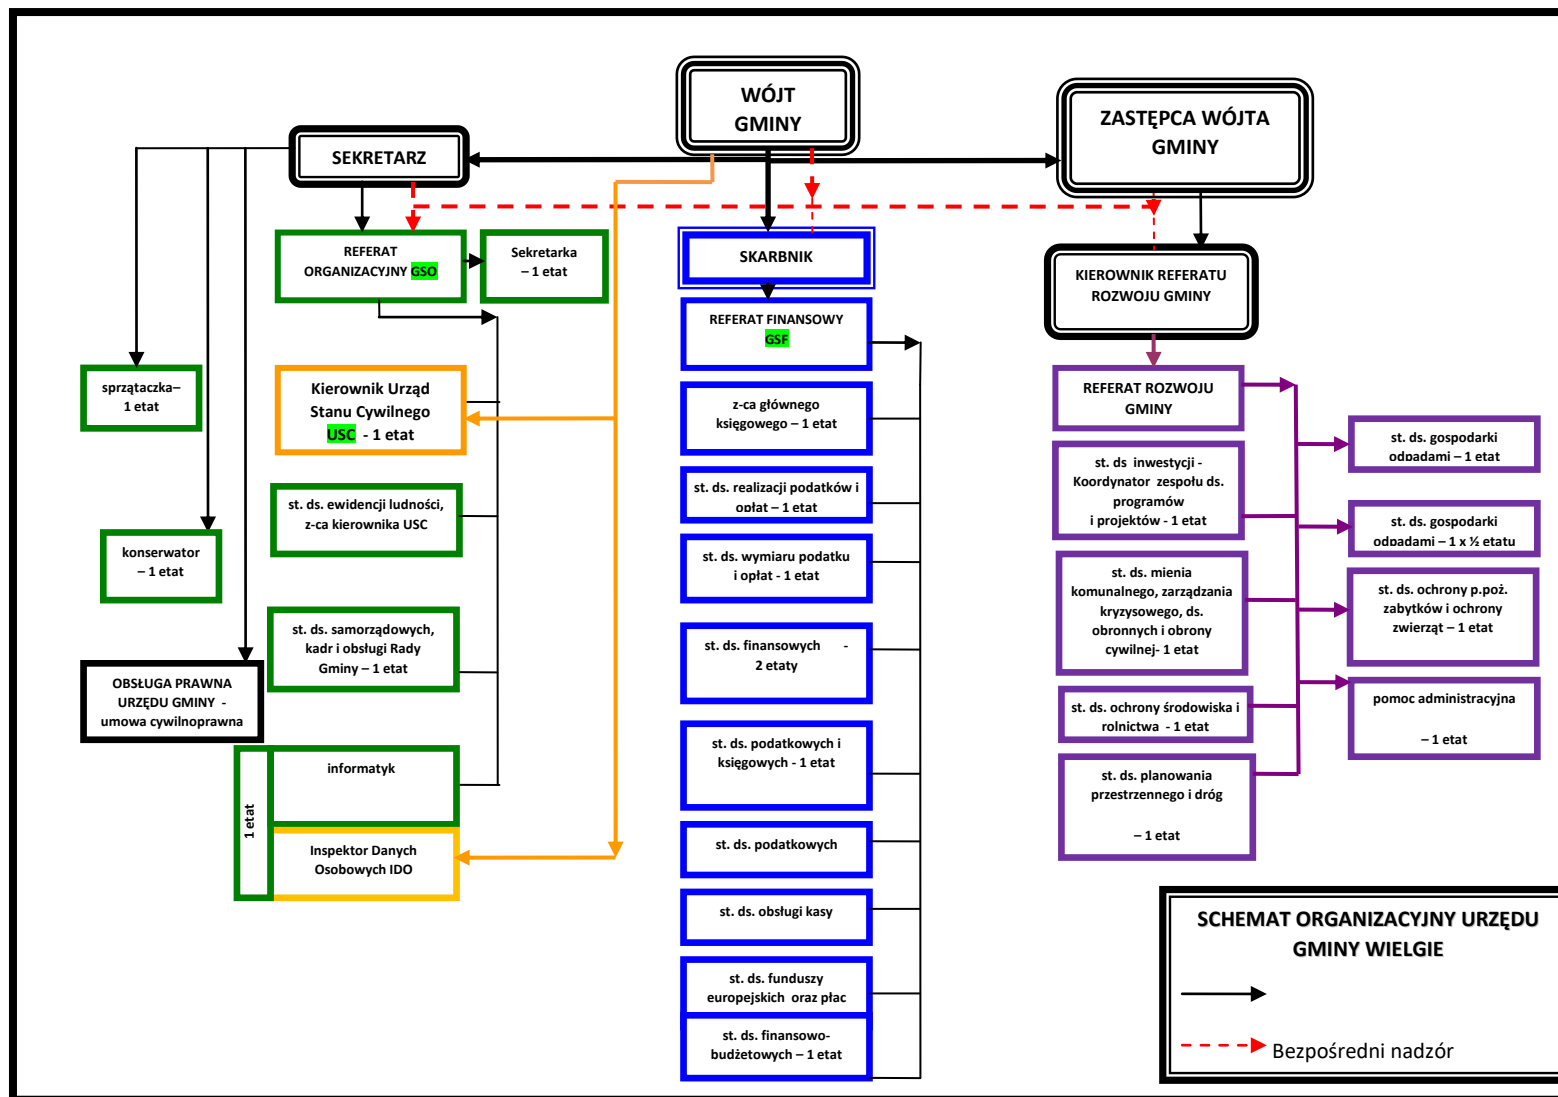 WÓJT
GMINY
ZASTĘPCA WÓJTA
GMINY
SEKRETARZ
REFERAT
ORGANIZACYJNY GSO
Sekretarka
– 1 etat
SKARBNIK
KIEROWNIK REFERATU
ROZWOJU GMINY
REFERAT FINANSOWY
GSF
sprzątaczka–
1 etat
Kierownik Urząd
Stanu Cywilnego
USC - 1 etat
z-ca głównego
księgowego – 1 etat
REFERAT ROZWOJU
GMINY
st. ds. gospodarki
odpadami – 1 etat
st. ds. ewidencji ludności,
z-ca kierownika USC
st. ds. realizacji podatków i
opłat – 1 etat
st. ds inwestycji -
Koordynator zespołu ds.
programów
i projektów - 1 etat
st. ds. gospodarki
odpadami – 1 x ½ etatu
konserwator
– 1 etat
st. ds. wymiaru podatku
i opłat - 1 etat
st. ds. mienia
komunalnego, zarządzania
kryzysowego, ds.
obronnych i obrony
cywilnej- 1 etat
st. ds. ochrony p.poż.
zabytków i ochrony
zwierząt – 1 etat
st. ds. samorządowych,
kadr i obsługi Rady
Gminy – 1 etat
st. ds. finansowych -
2 etaty
OBSŁUGA PRAWNA
URZĘDU GMINY -
umowa cywilnoprawna
st. ds. ochrony środowiska i
rolnictwa - 1 etat
pomoc administracyjna
– 1 etat
1 etat
informatyk
st. ds. podatkowych i
księgowych - 1 etat
st. ds. planowania
przestrzennego i dróg
– 1 etat
Inspektor Danych
Osobowych IDO
st. ds. podatkowych
st. ds. obsługi kasy
st. ds. funduszy
europejskich oraz płac
st. ds. finansowo-
budżetowych – 1 etat
SCHEMAT ORGANIZACYJNY URZĘDU
GMINY WIELGIE
Bezpośredni nadzór